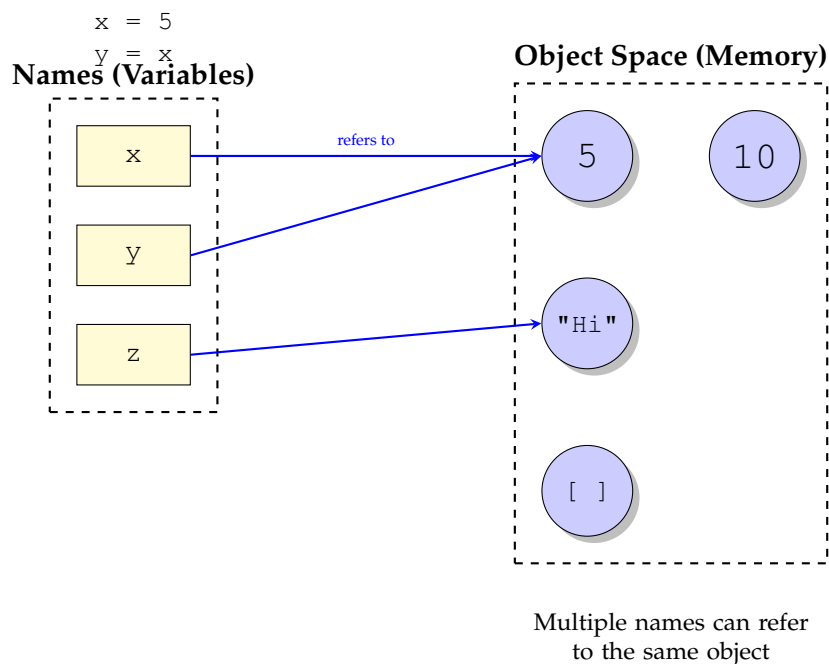 x = 5
y = x
Names (Variables)
Object Space (Memory)
x
refers to
5
10
y
z
"Hi"
[ ]
Multiple names can refer
to the same object